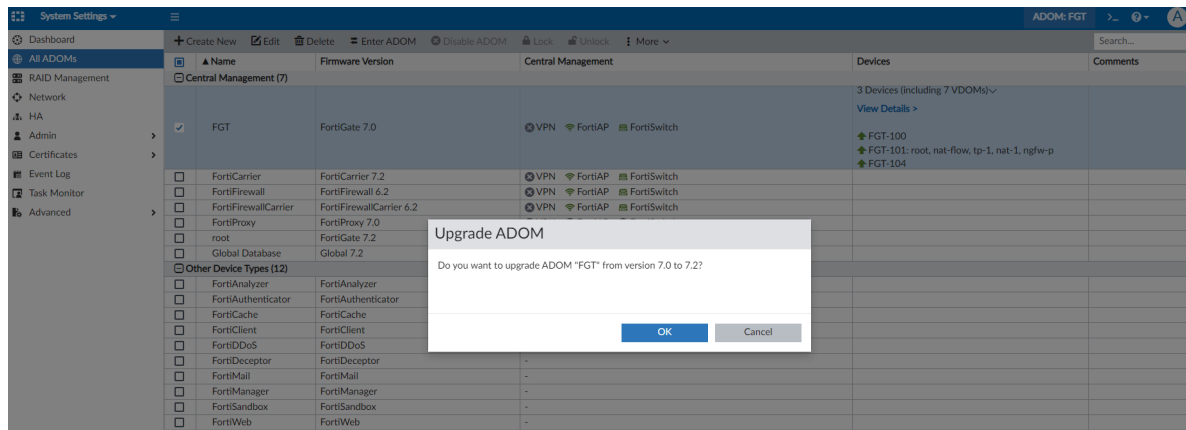 System Settings
ADOM: FGT
>_
?
A
Dashboard
All ADOMs
RAID Management
Network
HA
Admin
Certificates
Event Log
Task Monitor
Advanced
Create New Edit Delete Enter ADOM Disable ADOM Lock Unlock More
Search...
Name Firmware Version Central Management Devices Comments
Central Management (7)
FGT FortiGate 7.0 VPN FortiAP FortiSwitch
3 Devices (including 7 VDOMs)
View Details >
FGT-100
FGT-101: root, nat-flow, tp-1, nat-1, ngfw-p
FGT-104
FortiCarrier FortiCarrier 7.2 VPN FortiAP FortiSwitch
FortiFirewall FortiFirewall 6.2 VPN FortiAP FortiSwitch
FortiFirewallCarrier FortiFirewallCarrier 6.2 VPN FortiAP FortiSwitch
FortiProxy FortiProxy 7.0
root FortiGate 7.2
Global Database Global 7.2
Other Device Types (12)
FortiAnalyzer FortiAnalyzer
FortiAuthenticator FortiAuthenticator
FortiCache FortiCache
FortiClient FortiClient
FortiDDoS FortiDDoS
FortiDeceptor FortiDeceptor -
FortiMail FortiMail -
FortiManager FortiManager -
FortiSandbox FortiSandbox -
FortiWeb FortiWeb -
Upgrade ADOM
Do you want to upgrade ADOM "FGT" from version 7.0 to 7.2?
OK Cancel